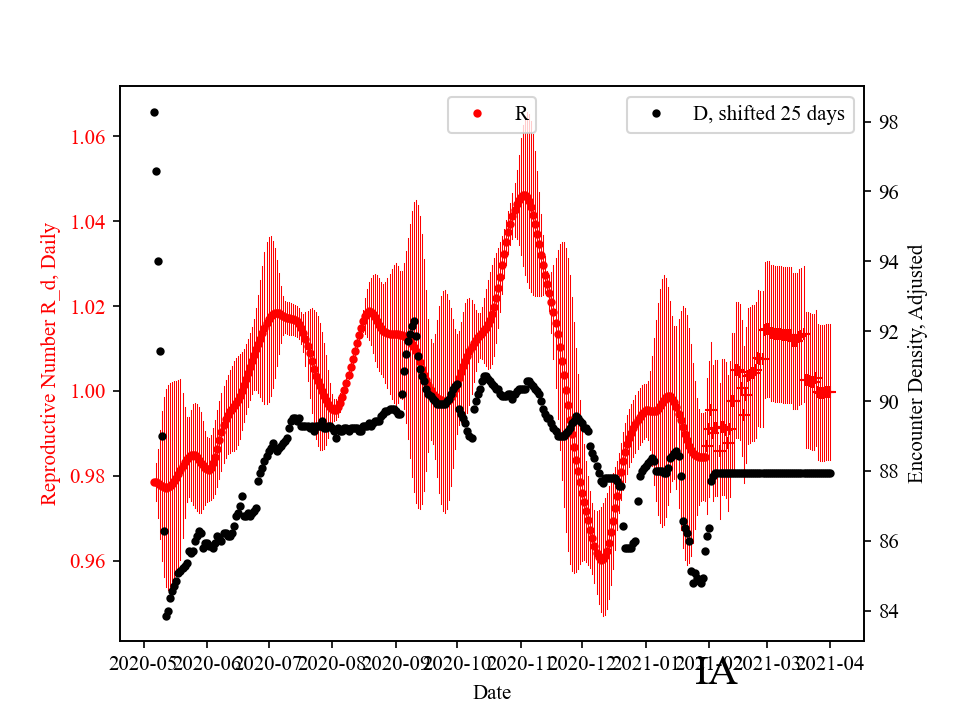 R
D, shifted 25 days
1.06
1.04
1.02
1.00
0.98
0.96
98
96
94
92
90
88
86
84
Reproductive Number R_d, Daily
Encounter Density, Adjusted
2020-05 2020-06 2020-07 2020-08 2020-09 2020-10 2020-11 2020-12 2021-01 2021-02 2021-03 2021-04
IA
Date